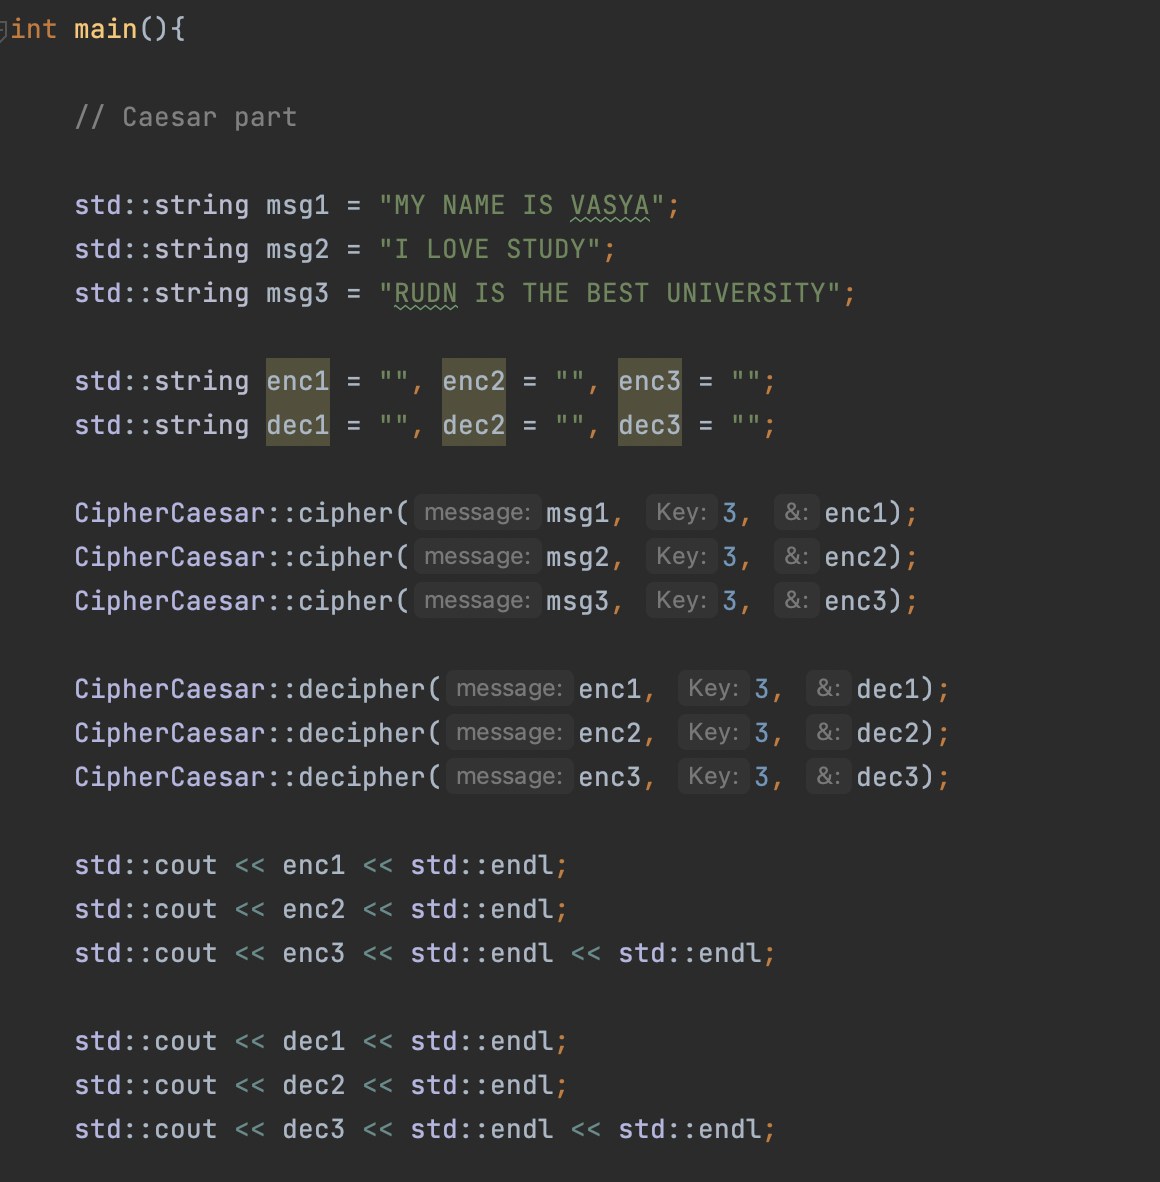 int main(){
// Caesar part
std::string msg1 = "MY NAME IS VASYA";
std::string msg2 = "I LOVE STUDY";
std::string msg3 = "RUDN IS THE BEST UNIVERSITY";
std::string enc1 = "", enc2 = "", enc3 = "";
std::string dec1 = "", dec2 = "", dec3 = "";
CipherCaesar::cipher( message: msg1, Key: 3, &: enc1);
CipherCaesar::cipher( message: msg2, Key: 3, &: enc2);
CipherCaesar::cipher( message: msg3, Key: 3, &: enc3);
CipherCaesar::decipher( message: enc1, Key: 3, &: dec1);
CipherCaesar::decipher( message: enc2, Key: 3, &: dec2);
CipherCaesar::decipher( message: enc3, Key: 3, &: dec3);
std::cout << enc1 << std::endl;
std::cout << enc2 << std::endl;
std::cout << enc3 << std::endl << std::endl;
std::cout << dec1 << std::endl;
std::cout << dec2 << std::endl;
std::cout << dec3 << std::endl << std::endl;